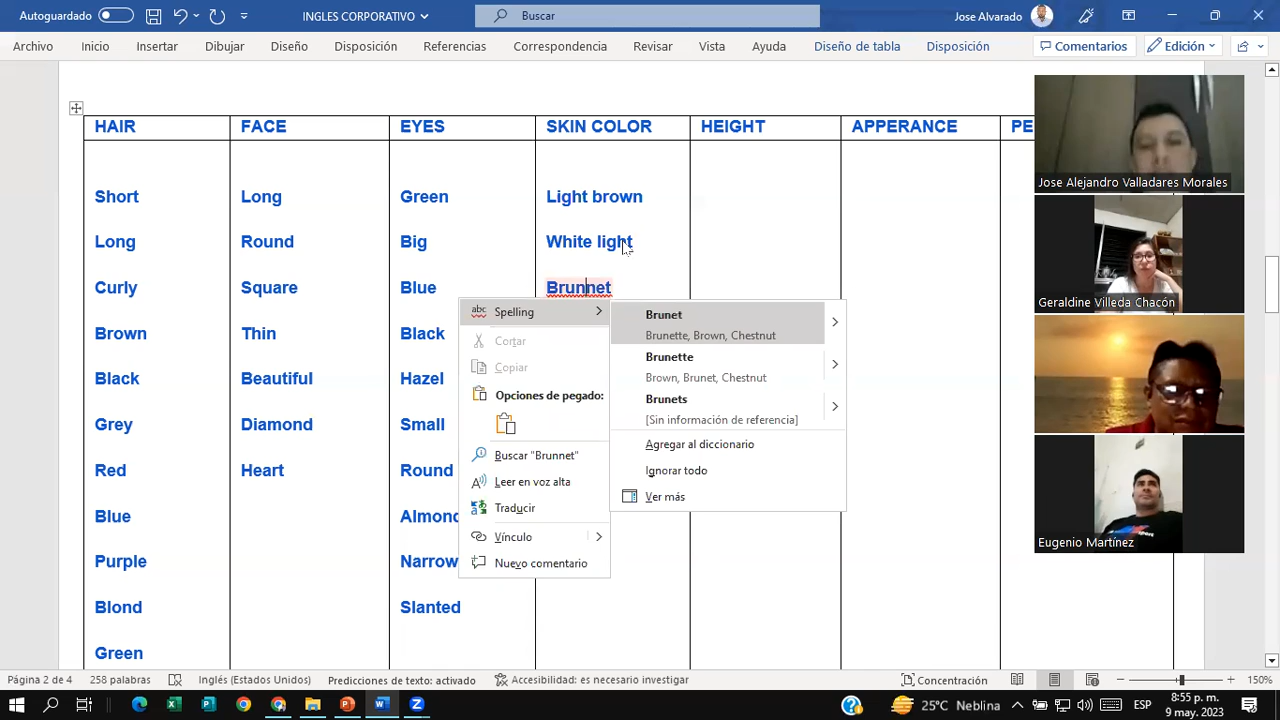 Autoguardado
INGLES CORPORATIVO
Buscar
Jose Alvarado
Archivo Inicio Insertar Dibujar Diseño Disposición Referencias Correspondencia Revisar Vista Ayuda Diseño de tabla Disposición Comentarios Edición
HAIR FACE EYES SKIN COLOR HEIGHT APPERANCE PE
Short Long Green Light brown
Long Round Big White light
Curly Square Blue Brunnet
Brown Thin Black
Black Beautiful Hazel
Grey Diamond Small
Red Heart Round
Blue Almond
Purple Narrow
Blond Slanted
Green
abc Spelling
Cortar
Copiar
Opciones de pegado:
Buscar "Brunnet"
Leer en voz alta
Traducir
Vínculo
Nuevo comentario
Brunet
Brunette, Brown, Chestnut
Brunette
Brown, Brunet, Chestnut
Brunets
[Sin información de referencia]
Agregar al diccionario
Ignorar todo
Ver más
Jose Alejandro Valladares Morales
Geraldine Villeda Chacón
Eugenio Martínez
Página 2 de 4 258 palabras Inglés (Estados Unidos) Predicciones de texto: activado Accesibilidad: es necesario investigar Concentración 150%
25°C Neblina ESP 8:55 p. m.
9 may. 2023